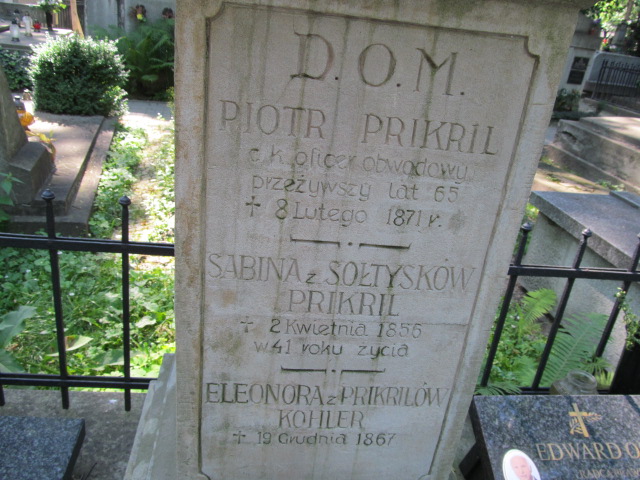 D.O.M.
PIOTR PRIKRIL
c.k. oficer obwodowy
przeżywszy lat 65
+ 8 Lutego 1871 r.
SABINA z SOŁTYSKÓW
PRIKRIL
+ 2 Kwietnia 1856
w 41 roku życia
ELEONORA z PRIKRILÓW
KOHLER
+ 19 Grudnia 1867
EDWARD